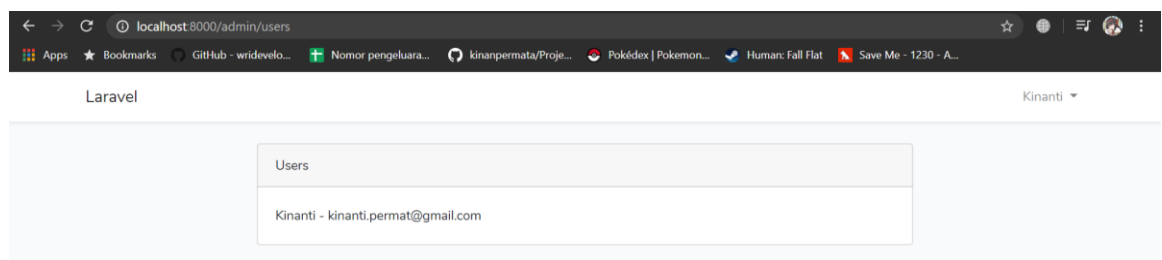 localhost:8000/admin/users
Apps Bookmarks GitHub - wridevelo... Nomor pengeluara... kinanpermata/Proje... Pokédex | Pokemon... Human: Fall Flat Save Me - 1230 - A...
Laravel Kinanti
Users
Kinanti - kinanti.permat@gmail.com